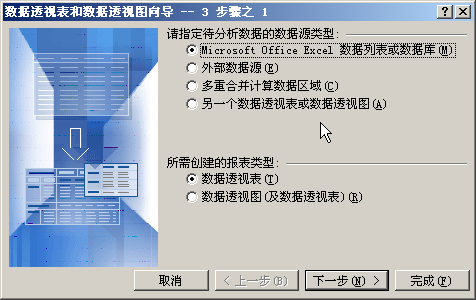 数据透视表和数据透视图向导 -- 3 步骤之 1
请指定待分析数据的数据源类型:
Microsoft Office Excel 数据列表或数据库(M)
外部数据源(E)
多重合并计算数据区域(C)
另一个数据透视表或数据透视图(A)
所需创建的报表类型:
数据透视表(T)
数据透视图(及数据透视表)(R)
取消 < 上一步(B) 下一步(N) > 完成(F)